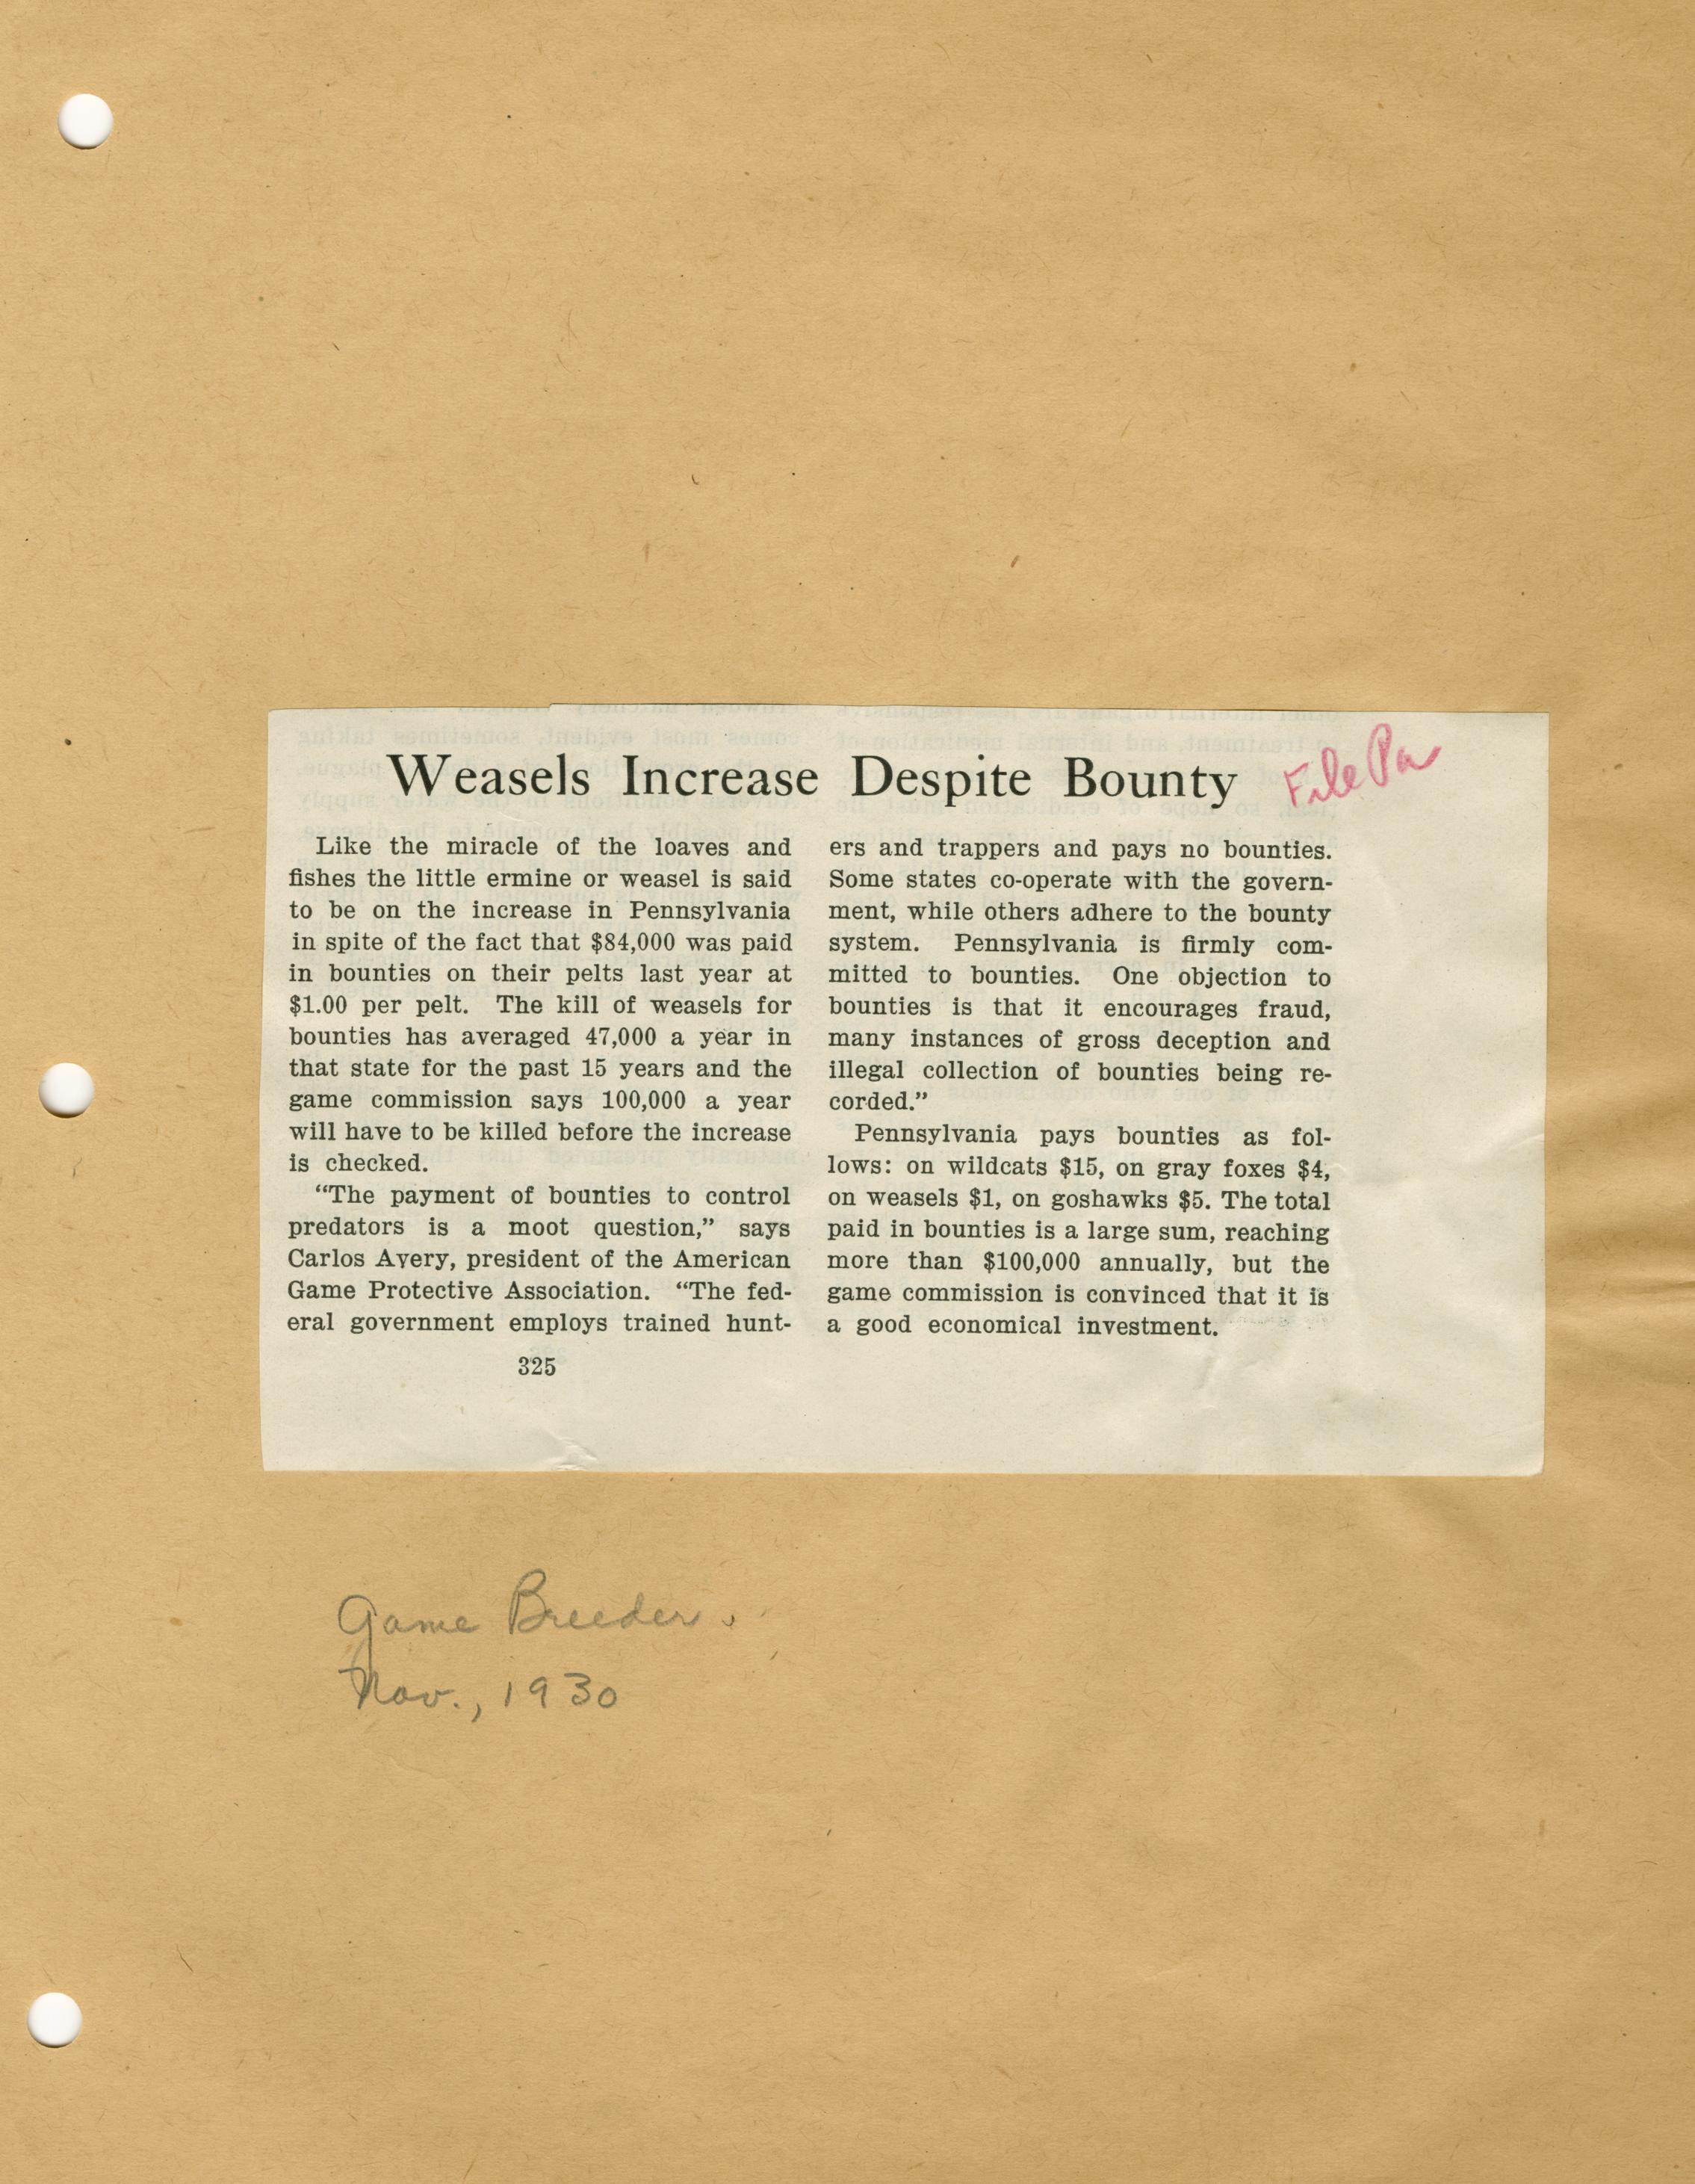 Weasels Increase Despite Bounty
File Pa
Like the miracle of the loaves and
fishes the little ermine or weasel is said
to be on the increase in Pennsylvania
in spite of the fact that $84,000 was paid
in bounties on their pelts last year at
$1.00 per pelt. The kill of weasels for
bounties has averaged 47,000 a year in
that state for the past 15 years and the
game commission says 100,000 a year
will have to be killed before the increase
is checked.
“The payment of bounties to control
predators is a moot question,” says
Carlos Avery, president of the American
Game Protective Association. “The fed-
eral government employs trained hunt-
325
ers and trappers and pays no bounties.
Some states co-operate with the govern-
ment, while others adhere to the bounty
system. Pennsylvania is firmly com-
mitted to bounties. One objection to
bounties is that it encourages fraud,
many instances of gross deception and
illegal collection of bounties being re-
corded.”
Pennsylvania pays bounties as fol-
lows: on wildcats $15, on gray foxes $4,
on weasels $1, on goshawks $5. The total
paid in bounties is a large sum, reaching
more than $100,000 annually, but the
game commission is convinced that it is
a good economical investment.
Game Breeder.
Nov., 1930